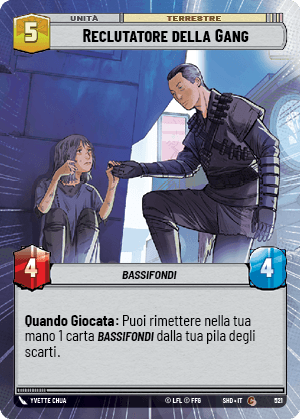 5
UNITÀ
TERRESTRE
RECLUTATORE DELLA GANG
4
4
BASSIFONDI
Quando Giocata: Puoi rimettere nella tua
mano 1 carta BASSIFONDI dalla tua pila degli
scarti.
YVETTE CHUA
© LFL © FFG
SHD • IT
521